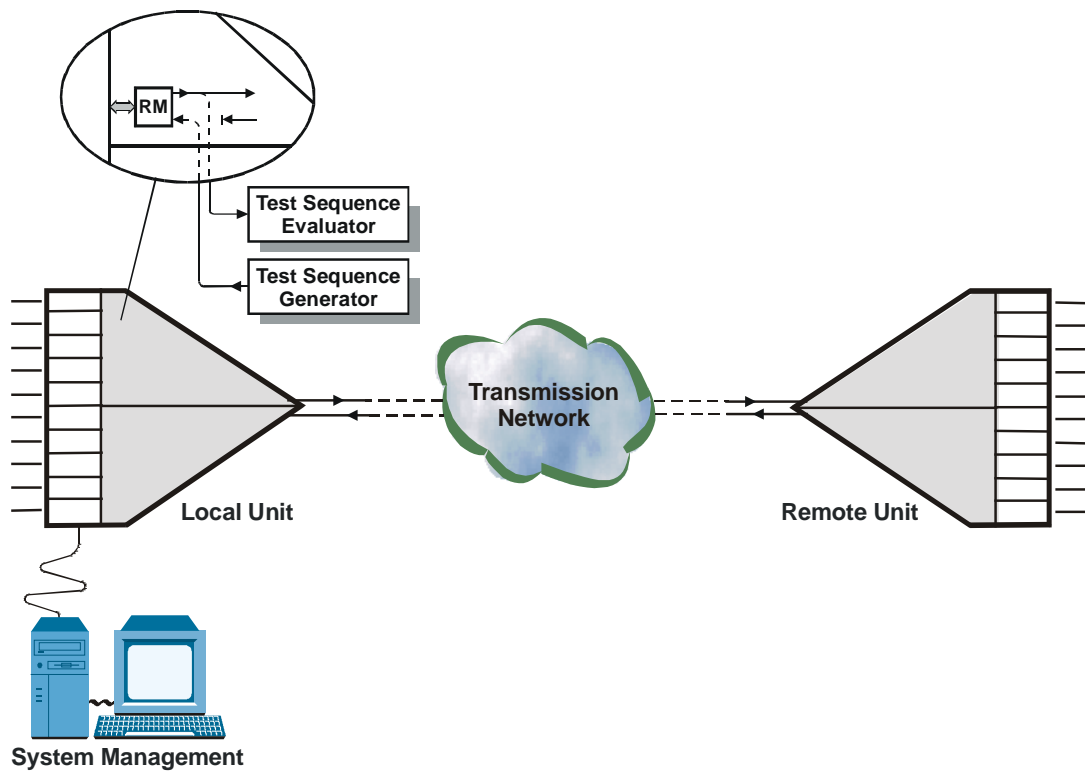 RM
Test Sequence
Evaluator
Test Sequence
Generator
Transmission
Network
Local Unit
Remote Unit
System Management